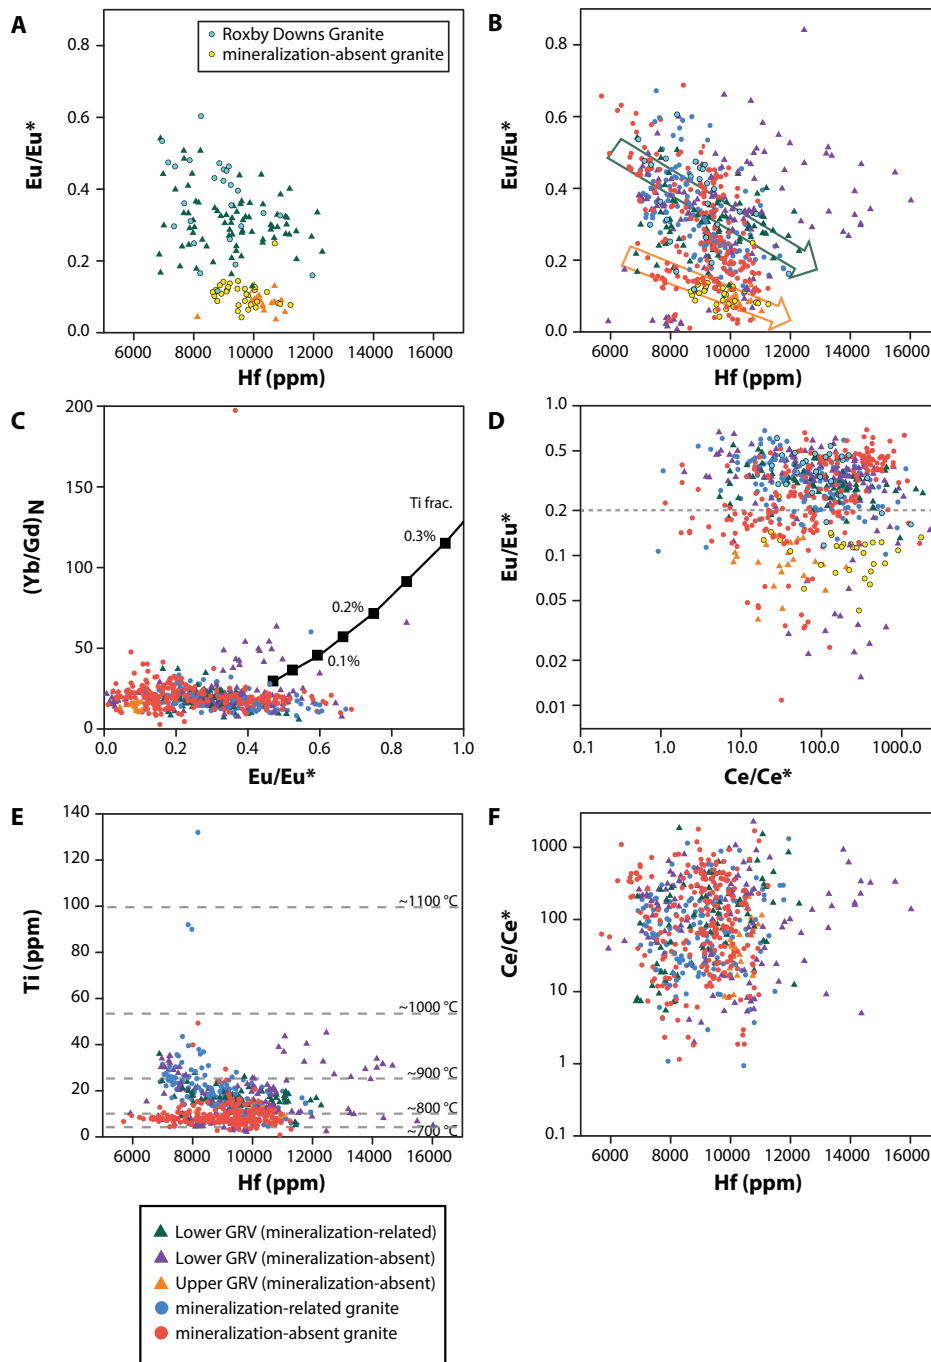 A
Roxby Downs Granite
mineralization-absent granite
0.8
0.6
0.4
0.2
0.0
Eu/Eu*
6000 8000 10000 12000 14000 16000
Hf (ppm)
B
0.8
0.6
0.4
0.2
0.0
Eu/Eu*
6000 8000 10000 12000 14000 16000
Hf (ppm)
C
200
150
100
50
0
(Yb/Gd)N
Ti frac.
0.3%
0.2%
0.1%
0.0 0.2 0.4 0.6 0.8 1.0
Eu/Eu*
D
1.0
0.5
0.2
0.1
0.05
0.02
0.01
Eu/Eu*
0.1 1.0 10.0 100.0 1000.0
Ce/Ce*
E
140
120
100
80
60
40
20
0
Ti (ppm)
~1100 °C
~1000 °C
~900 °C
~800 °C
~700 °C
6000 8000 10000 12000 14000 16000
Hf (ppm)
F
1000
100
10
1
0.1
Ce/Ce*
6000 8000 10000 12000 14000 16000
Hf (ppm)
Lower GRV (mineralization-related)
Lower GRV (mineralization-absent)
Upper GRV (mineralization-absent)
mineralization-related granite
mineralization-absent granite